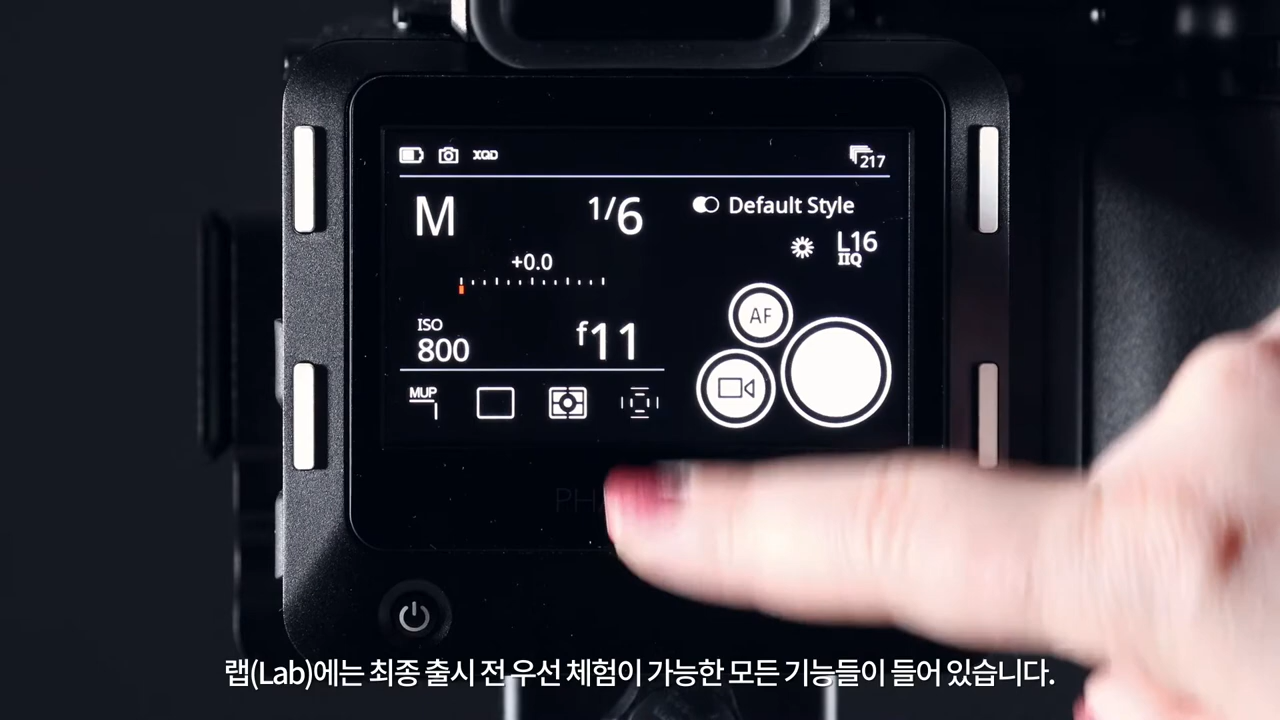 XQD
217
M
1/6
Default Style
+0.0
L16
IIQ
AF
ISO
800
f11
MUP
랩(Lab)에는 최종 출시 전 우선 체험이 가능한 모든 기능들이 들어 있습니다.